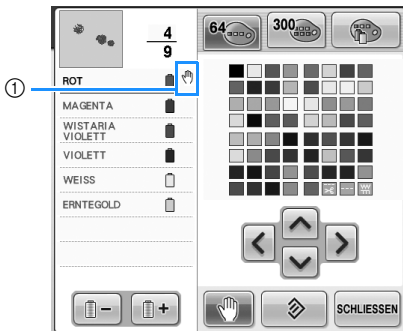 4
9
64
300
①
ROT
MAGENTA
WISTARIA
VIOLETT
VIOLETT
WEISS
ERNTEGOLD
SCHLIESSEN